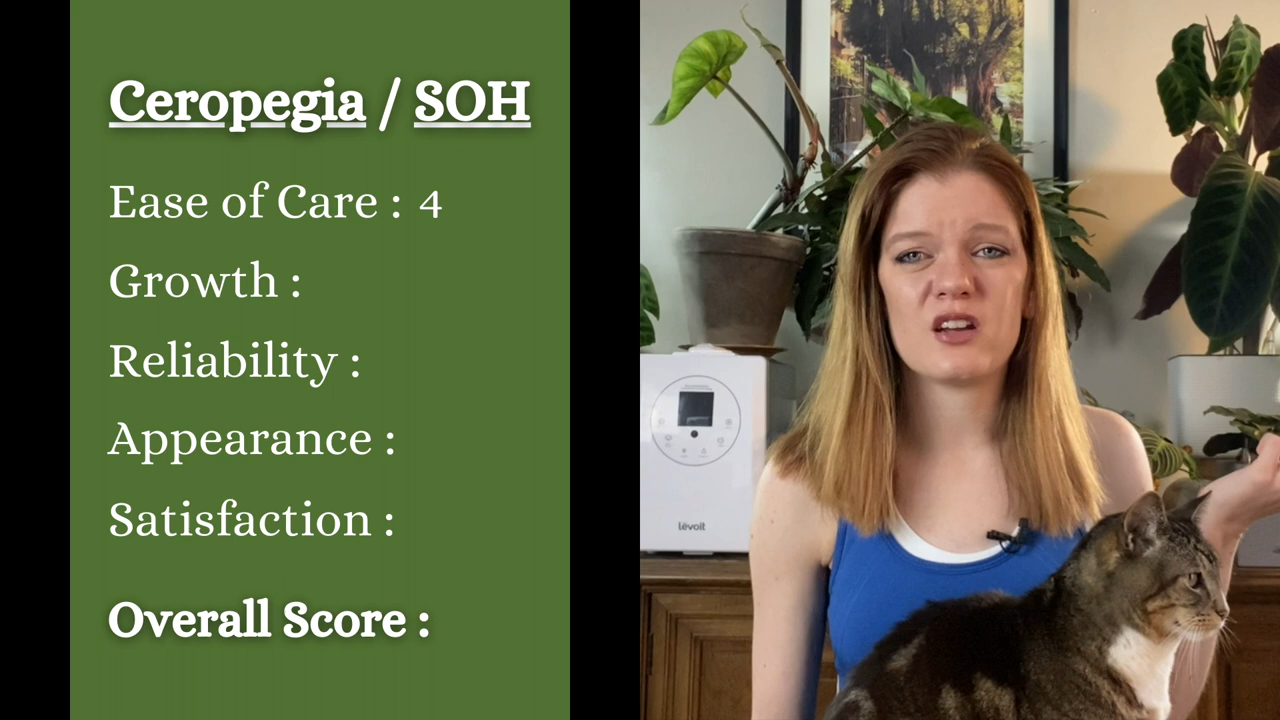 Ceropegia / SOH
Ease of Care : 4
Growth :
Reliability :
Appearance :
Satisfaction :
Overall Score :
levoit